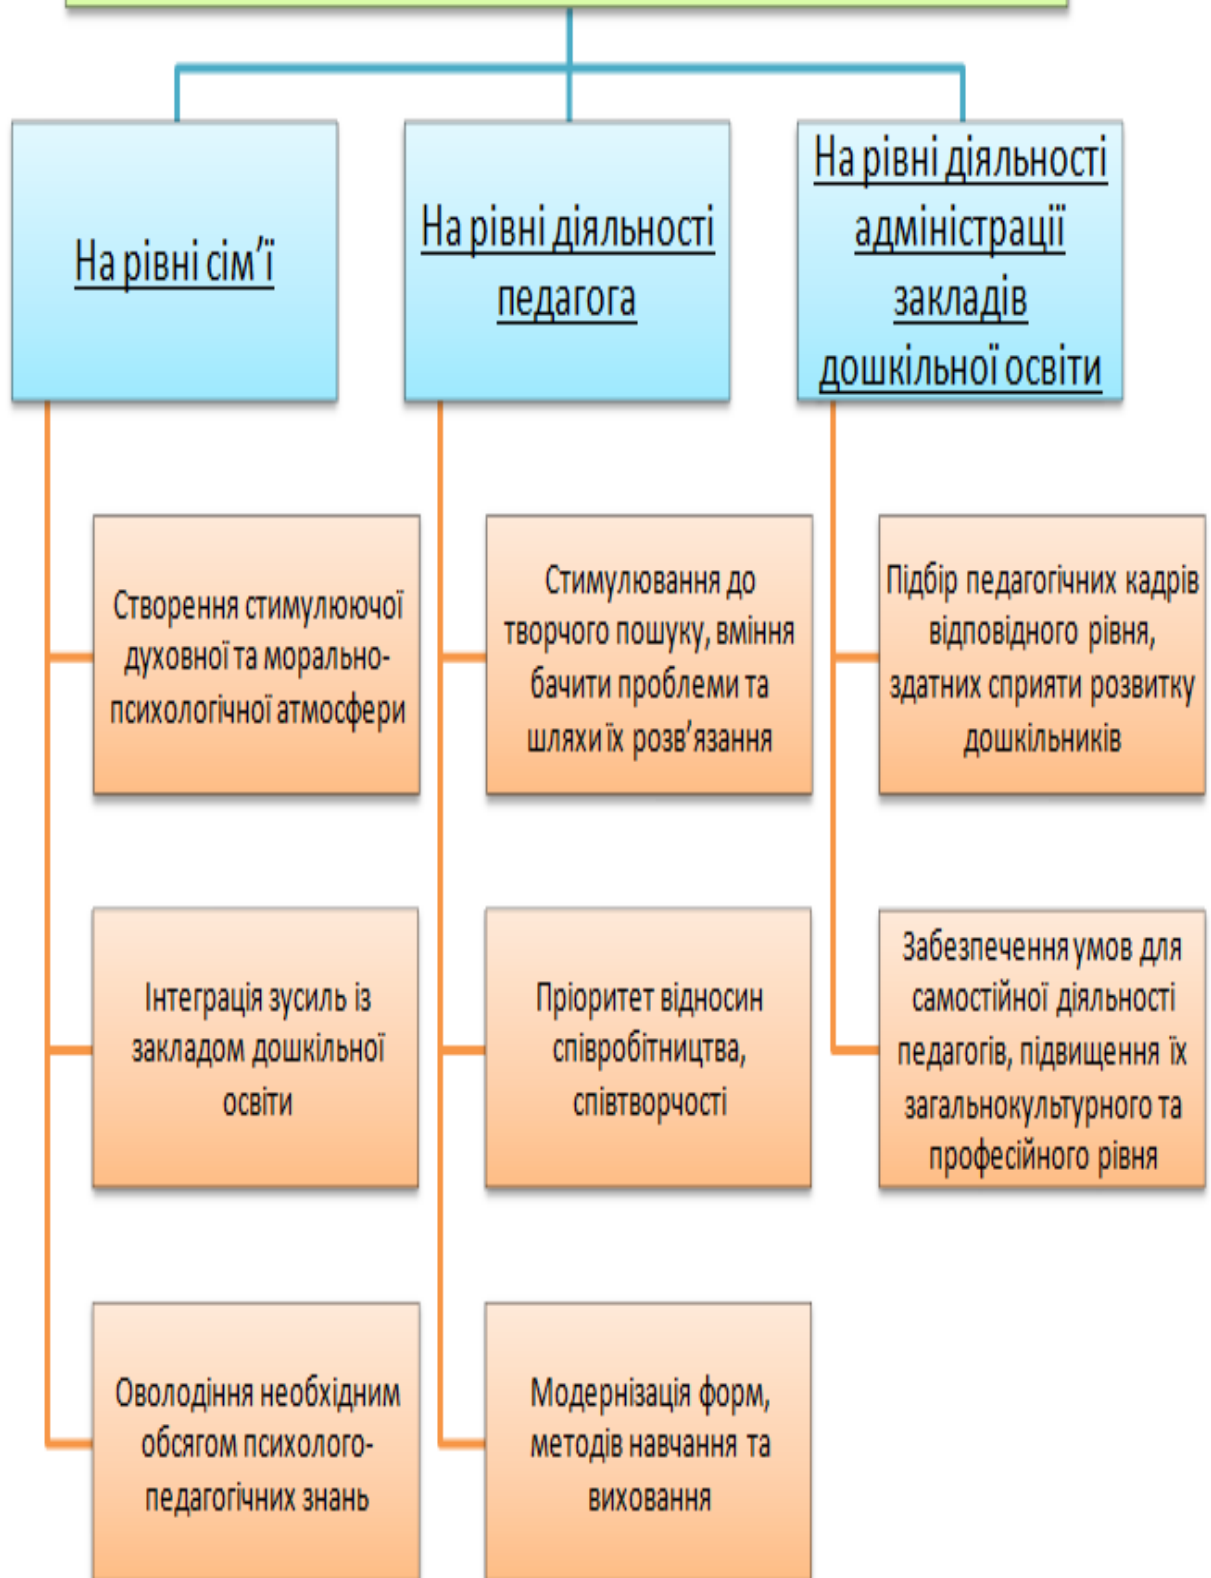 На рівні сім’ї
На рівні діяльності
педагога
На рівні діяльності
адміністрації
закладів
дошкільної освіти
Створення стимулюючої
духовної та морально-
психологічної атмосфери
Стимулювання до
творчого пошуку, вміння
бачити проблеми та
шляхи їх розв’язання
Підбір педагогічних кадрів
відповідного рівня,
здатних сприяти розвитку
дошкільників
Інтеграція зусиль із
закладом дошкільної
освіти
Пріоритет відносин
співробітництва,
співтворчості
Забезпечення умов для
самостійної діяльності
педагогів, підвищення їх
загальнокультурного та
професійного рівня
Оволодіння необхідним
обсягом психолого-
педагогічних знань
Модернізація форм,
методів навчання та
виховання